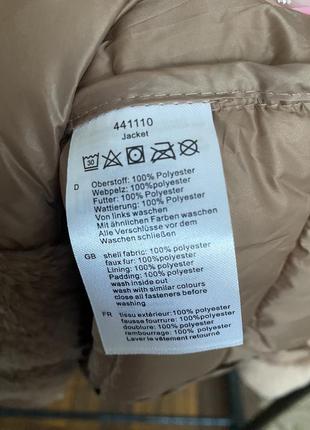 441110
Jacket
30
D Oberstoff: 100% Polyester
Webpelz: 100%polyester
Futter: 100% Polyester
Wattierung: 100% Polyester
Von links waschen
Mit ähnlichen Farben waschen
Alle Verschlüsse vor dem
Waschen schließen
GB shell fabric: 100% Polyester
faux fur: 100%polyester
Lining: 100% Polyester
Padding: 100% Polyester
wash inside out
wash with similar colours
close all fasteners before
washing
FR tissu extérieur:100% Polyester
fausse fourrure: 100%polyester
doublure: 100% Polyester
rambourrage: 100% Polyester
Laver le vêtement retourné